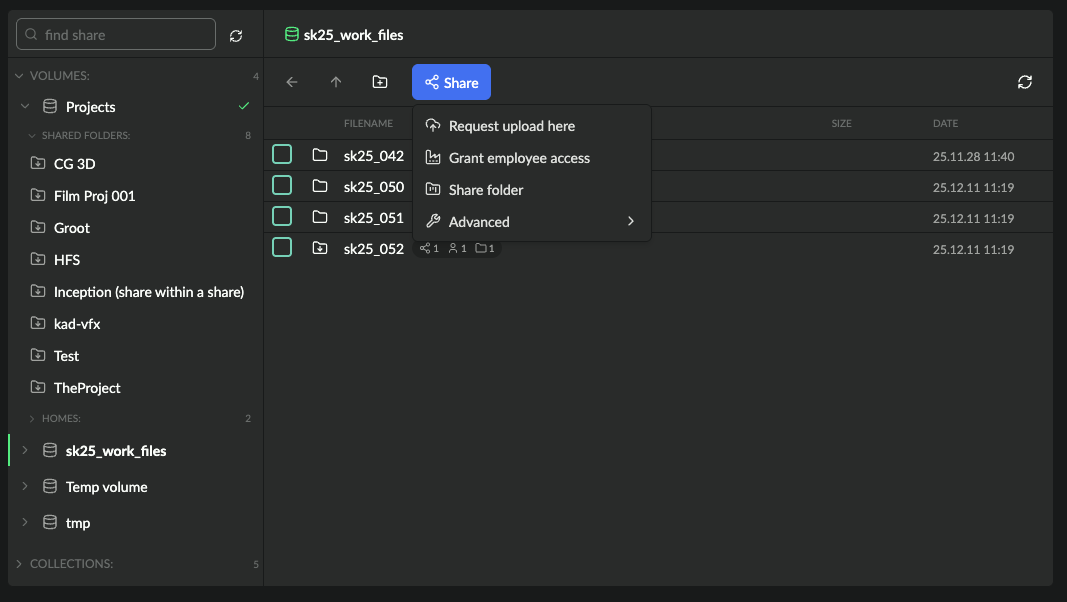 find share
sk25_work_files
VOLUMES: 4
Share
Projects
FILENAME SIZE DATE
SHARED FOLDERS: 8
Request upload here
Grant employee access
Share folder
Advanced
sk25_042 25.11.28 11:40
sk25_050 25.12.11 11:19
sk25_051 25.12.11 11:19
sk25_052 1 1 1 25.12.11 11:19
CG 3D
Film Proj 001
Groot
HFS
Inception (share within a share)
kad-vfx
Test
TheProject
HOMES: 2
sk25_work_files
Temp volume
tmp
COLLECTIONS: 5